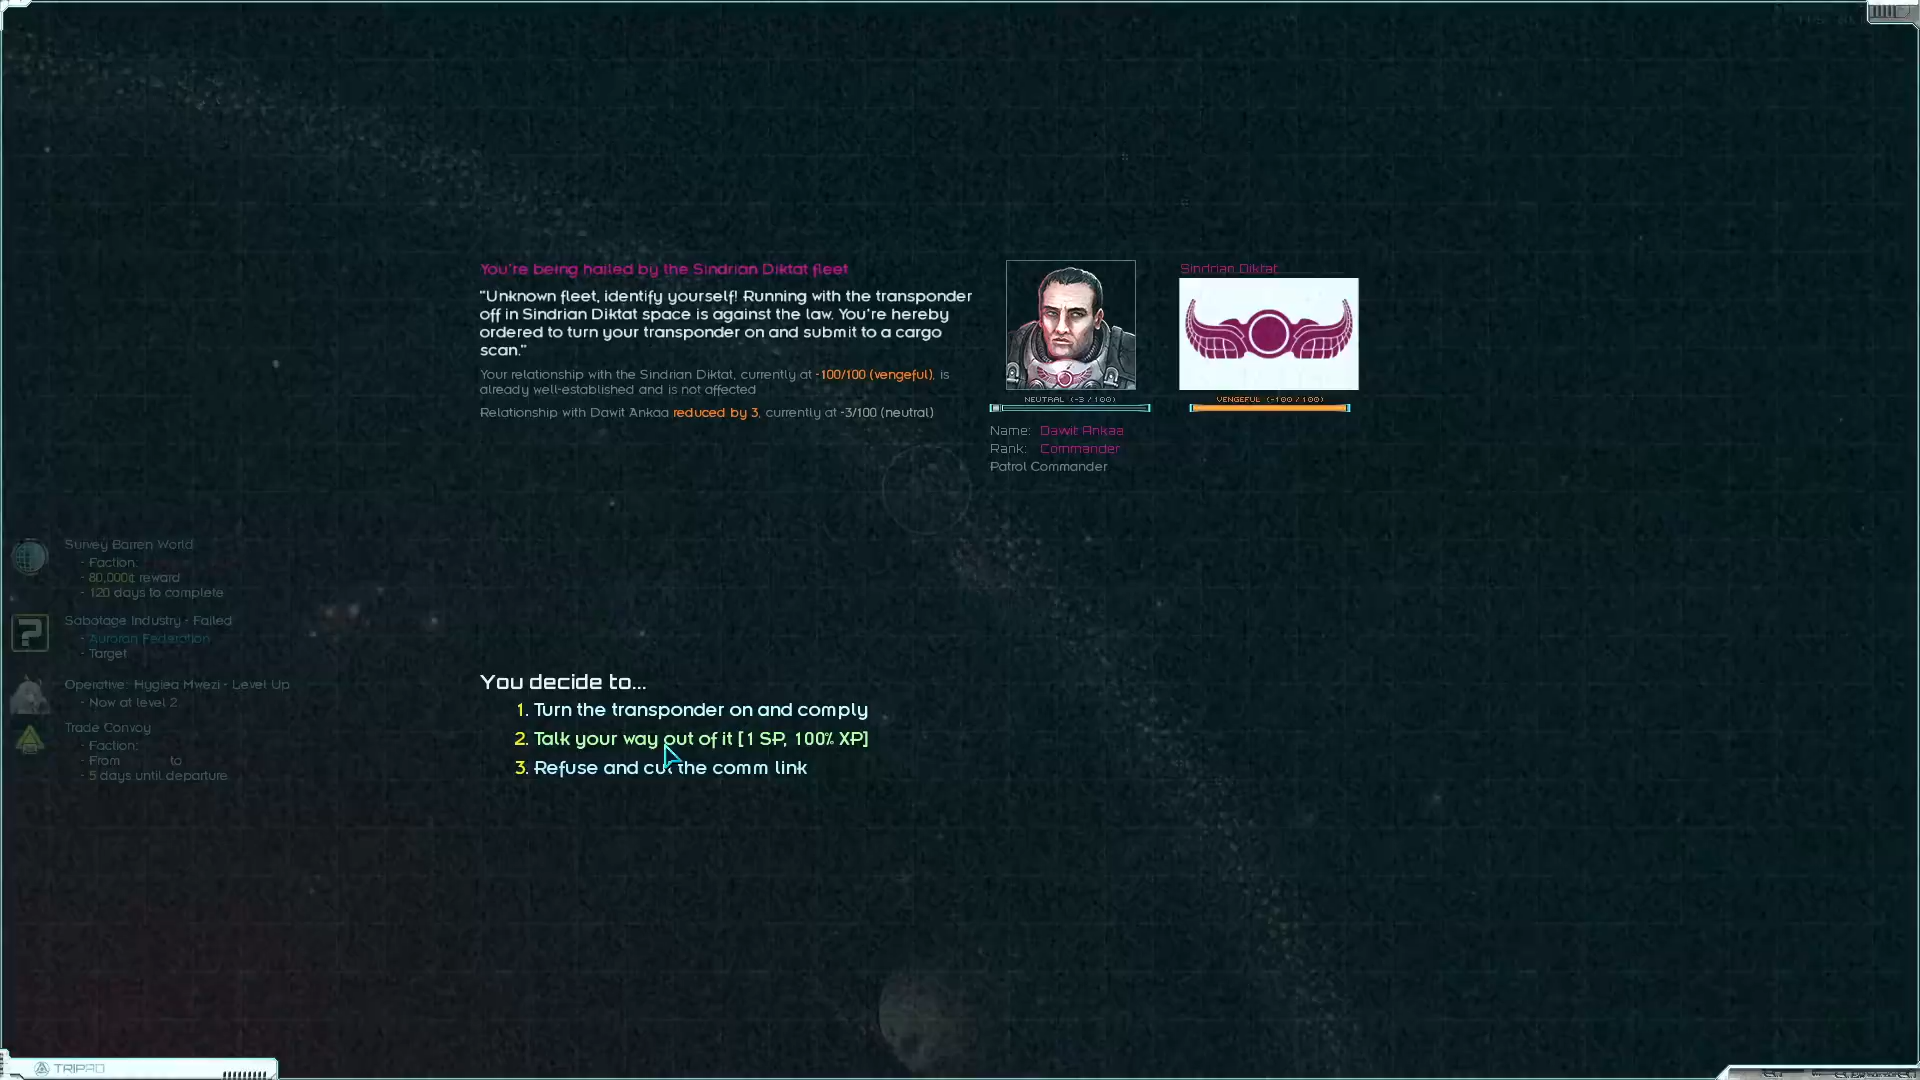 You're being hailed by the Sindrian Diktat fleet
"Unknown fleet, identify yourself! Running with the transponder
off in Sindrian Diktat space is against the law. You're hereby
ordered to turn your transponder on and submit to a cargo
scan."
Your relationship with the Sindrian Diktat, currently at -100/100 (vengeful), is
already well-established and is not affected
Relationship with Dawit Ankaa reduced by 3, currently at -3/100 (neutral)
NEUTRAL (-3 / 100)
Name: Dawit Ankaa
Rank: Commander
Patrol Commander
Sindrian Diktat
VENGEFUL (-100 / 100)
Survey Barren World
- Faction:
- 80,000¢ reward
- 120 days to complete
Sabotage Industry - Failed
- Auroran Federation
- Target
Operative: Hygiea Mwezi - Level Up
- Now at level 2
Trade Convoy
- Faction:
- From to
- 5 days until departure
You decide to...
1. Turn the transponder on and comply
2. Talk your way out of it [1 SP, 100% XP]
3. Refuse and cut the comm link
TRIPAD